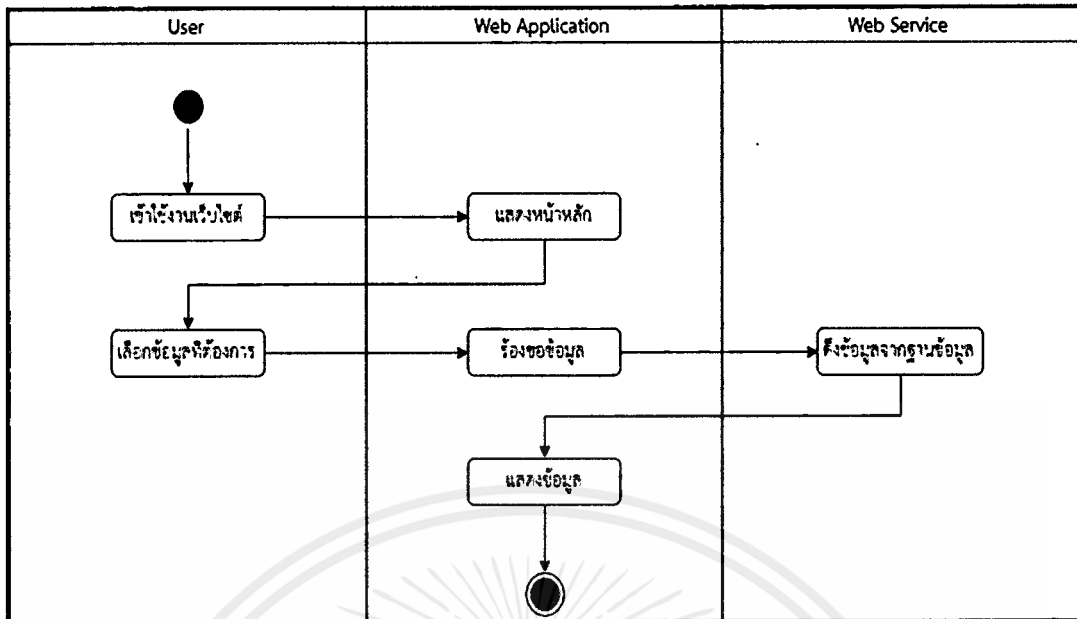 User
Web Application
Web Service
เข้าใช้งานเว็บไซต์
แสดงหน้าหลัก
เลือกข้อมูลที่ต้องการ
ร้องขอข้อมูล
ดึงข้อมูลจากฐานข้อมูล
แสดงข้อมูล